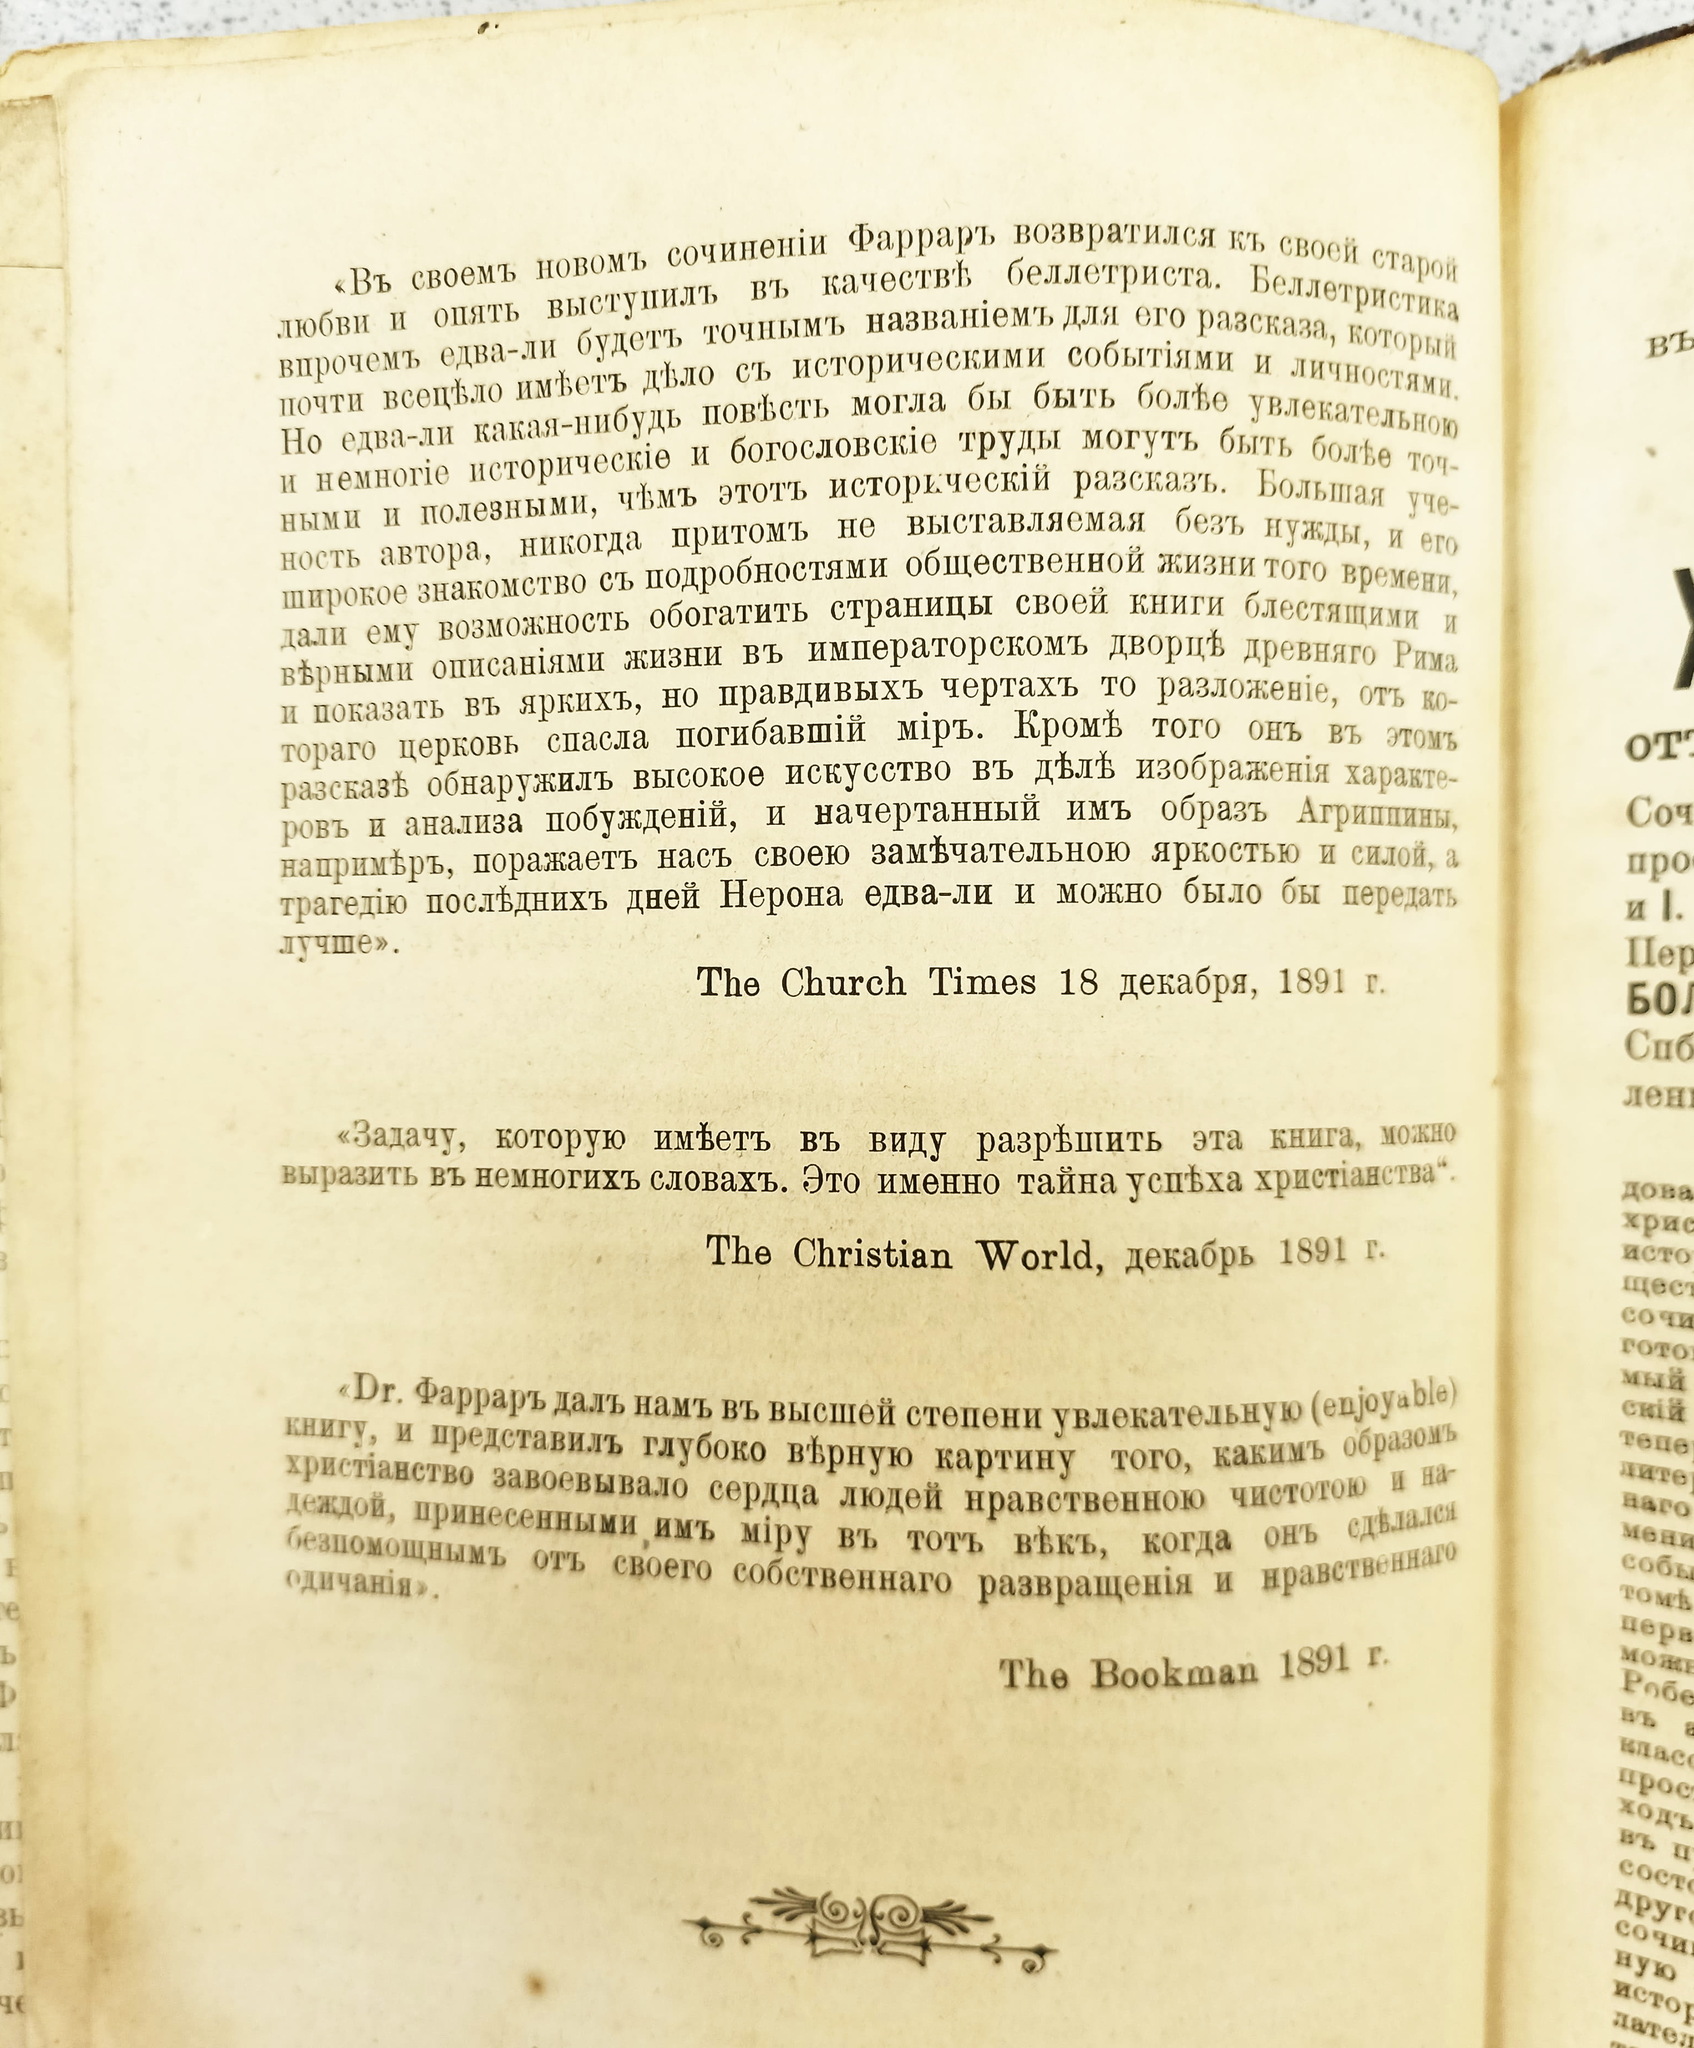 «Въ своемъ новомъ сочиненіи Фарраръ возвратился къ своей старой
любви и опять выступилъ въ качествѣ беллетриста. Беллетристика
впрочемъ едва-ли будетъ точнымъ названіемъ для его разсказа, который
почти всецѣло имѣетъ дѣло съ историческими событіями и личностями.
Но едва-ли какая-нибудь повѣсть могла бы быть болѣе увлекательною
и немногіе историческіе и богословскіе труды могутъ быть болѣе точ-
ными и полезными, чѣмъ этотъ историческій разсказъ. Большая уче-
ность автора, никогда притомъ не выставляемая безъ нужды, и его
широкое знакомство съ подробностями общественной жизни того времени,
дали ему возможность обогатить страницы своей книги блестящими и
вѣрными описаніями жизни въ императорскомъ дворцѣ древняго Рима
и показать въ яркихъ, но правдивыхъ чертахъ то разложеніе, отъ ко-
тораго церковь спасла погибавшій міръ. Кромѣ того онъ въ этомъ
разсказѣ обнаружилъ высокое искусство въ дѣлѣ изображенія характе-
ровъ и анализа побужденій, и начертанный имъ образъ Агриппины,
напримѣръ, поражаетъ насъ своею замѣчательною яркостью и силой, а
трагедію послѣднихъ дней Нерона едва-ли и можно было бы передать
лучше».
The Church Times 18 декабря, 1891 г.
«Задачу, которую имѣетъ въ виду разрѣшить эта книга, можно
выразить въ немногихъ словахъ. Это именно тайна успѣха христіанства“.
The Christian World, декабрь 1891 г.
«Dr. Фарраръ далъ намъ въ высшей степени увлекательную (enjoyable)
книгу, и представилъ глубоко вѣрную картину того, какимъ образомъ
христіанство завоевывало сердца людей нравственною чистотою и на-
деждой, принесенными имъ міру въ тотъ вѣкъ, когда онъ сдѣлался
безпомощнымъ отъ своего собственнаго развращенія и нравственнаго
одичанія».
The Bookman 1891 г.